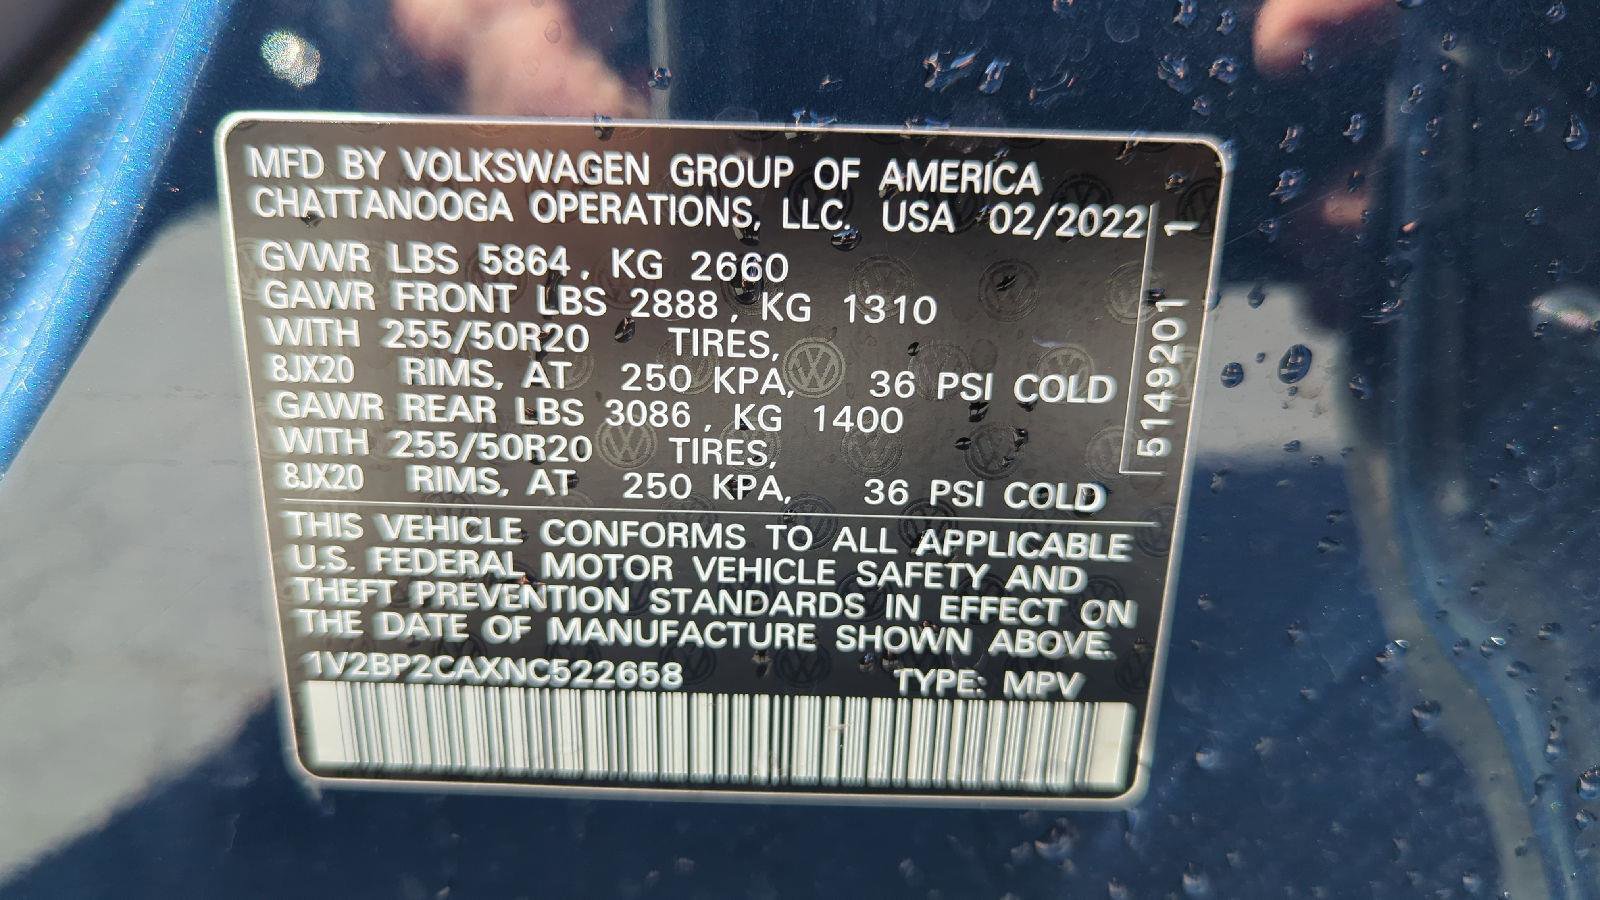 MFD BY VOLKSWAGEN GROUP OF AMERICA
CHATTANOOGA OPERATIONS, LLC. USA 02/2022
GVWR LBS 5864, KG 2660
GAWR FRONT LBS 2888, KG 1310
WITH 255/50R20 TIRES,
8JX20 RIMS, AT 250 KPA, 36 PSI COLD
GAWR REAR LBS 3086, KG 1400
WITH 255/50R20 TIRES,
8JX20 RIMS, AT 250 KPA, 36 PSI COLD
THIS VEHICLE CONFORMS TO ALL APPLICABLE
U.S. FEDERAL MOTOR VEHICLE SAFETY AND
THEFT PREVENTION STANDARDS IN EFFECT ON
THE DATE OF MANUFACTURE SHOWN ABOVE.
1V2BP2CAXNC522658 TYPE: MPV
5149201 1